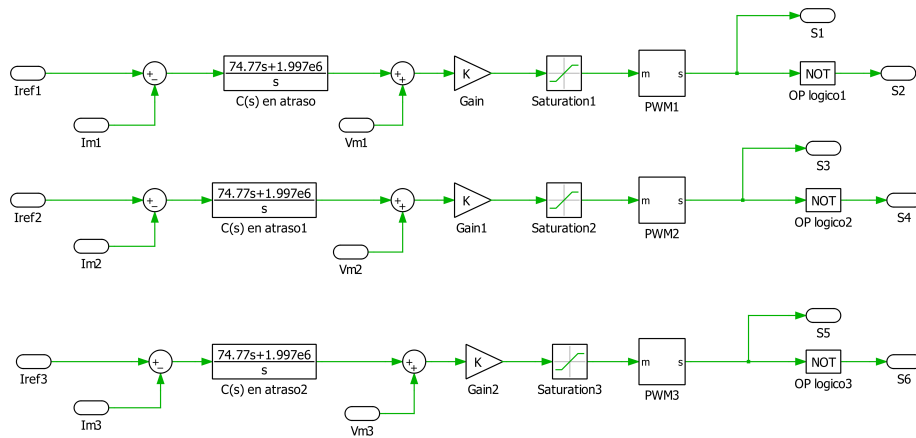 S1
74.77s+1.997e6
s
+
−
+
+
K
m
s
NOT
C(s) en atraso
Gain
Saturation1
PWM1
OP logico1
S2
Iref1
Im1
Vm1
S3
74.77s+1.997e6
s
+
−
+
+
K
m
s
NOT
C(s) en atraso1
Gain1
Saturation2
PWM2
OP logico2
S4
Iref2
Im2
Vm2
S5
74.77s+1.997e6
s
+
−
+
+
K
m
s
NOT
C(s) en atraso2
Gain2
Saturation3
PWM3
OP logico3
S6
Iref3
Im3
Vm3